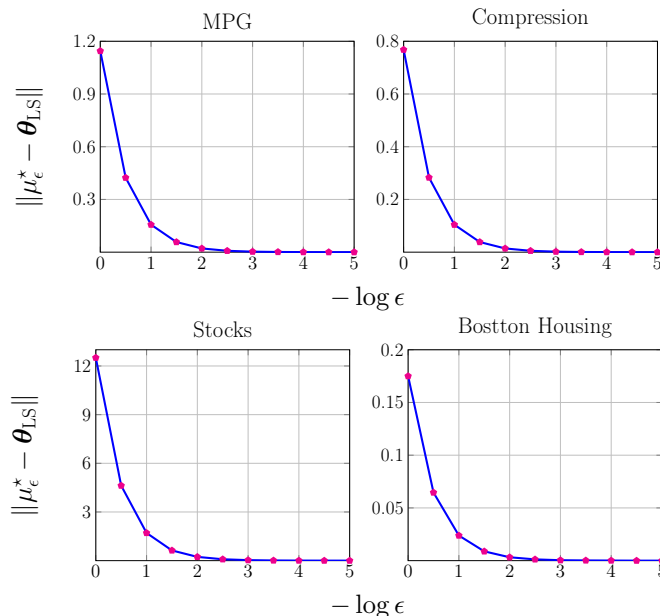 MPG
1.2
0.9
0.6
0.3
0 1 2 3 4 5
‖μ*ϵ − θLS‖
Compression
0.8
0.6
0.4
0.2
0 1 2 3 4 5
− log ϵ
Stocks
12
9
6
3
0 1 2 3 4 5
‖μ*ϵ − θLS‖
Bostton Housing
0.2
0.15
0.1
0.05
0 1 2 3 4 5
− log ϵ